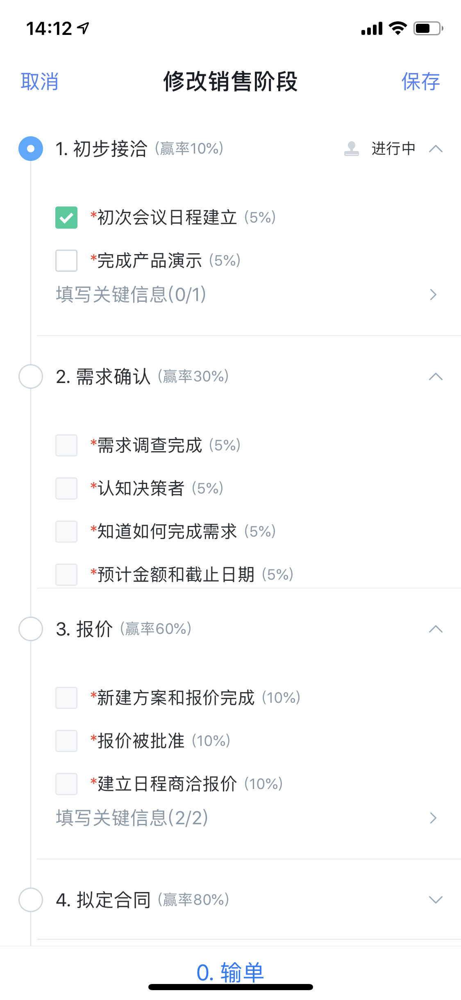 14:12
取消 修改销售阶段 保存
1. 初步接洽 (赢率10%) 进行中
*初次会议日程建立 (5%)
*完成产品演示 (5%)
填写关键信息(0/1)
2. 需求确认 (赢率30%)
*需求调查完成 (5%)
*认知决策者 (5%)
*知道如何完成需求 (5%)
*预计金额和截止日期 (5%)
3. 报价 (赢率60%)
*新建方案和报价完成 (10%)
*报价被批准 (10%)
*建立日程商洽报价 (10%)
填写关键信息(2/2)
4. 拟定合同 (赢率80%)
0. 输单